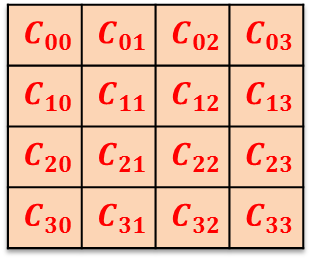 C₀₀ C₀₁ C₀₂ C₀₃
C₁₀ C₁₁ C₁₂ C₁₃
C₂₀ C₂₁ C₂₂ C₂₃
C₃₀ C₃₁ C₃₂ C₃₃